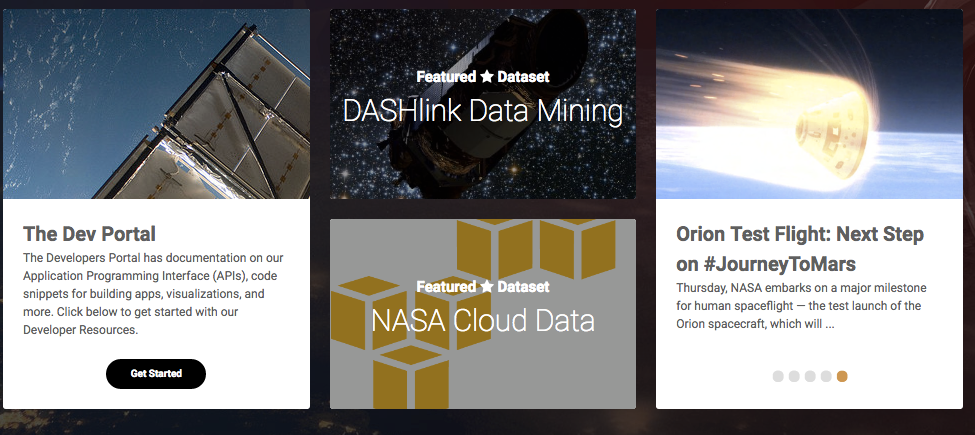 The Dev Portal
The Developers Portal has documentation on our
Application Programming Interface (APIs), code
snippets for building apps, visualizations, and
more. Click below to get started with our
Developer Resources.
Get Started
Featured ★ Dataset
DASHlink Data Mining
Featured ★ Dataset
NASA Cloud Data
Orion Test Flight: Next Step
on #JourneyToMars
Thursday, NASA embarks on a major milestone
for human spaceflight — the test launch of the
Orion spacecraft, which will ...